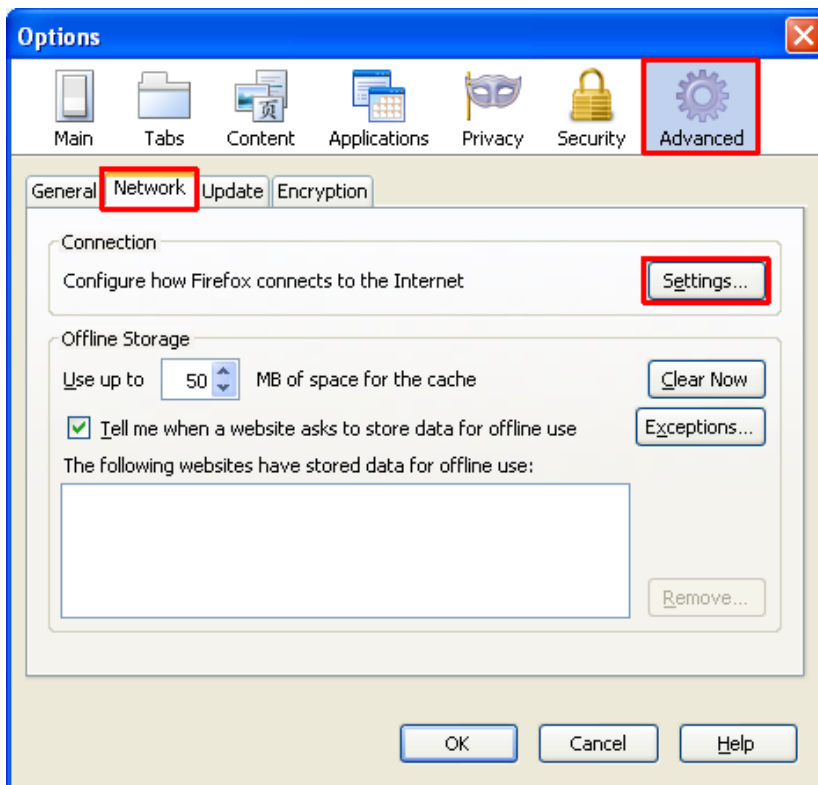 Options
页
Main Tabs Content Applications Privacy Security Advanced
General Network Update Encryption
Connection
Configure how Firefox connects to the Internet Settings...
Offline Storage
Use up to 50 MB of space for the cache Clear Now
Tell me when a website asks to store data for offline use Exceptions...
The following websites have stored data for offline use:
Remove...
OK Cancel Help